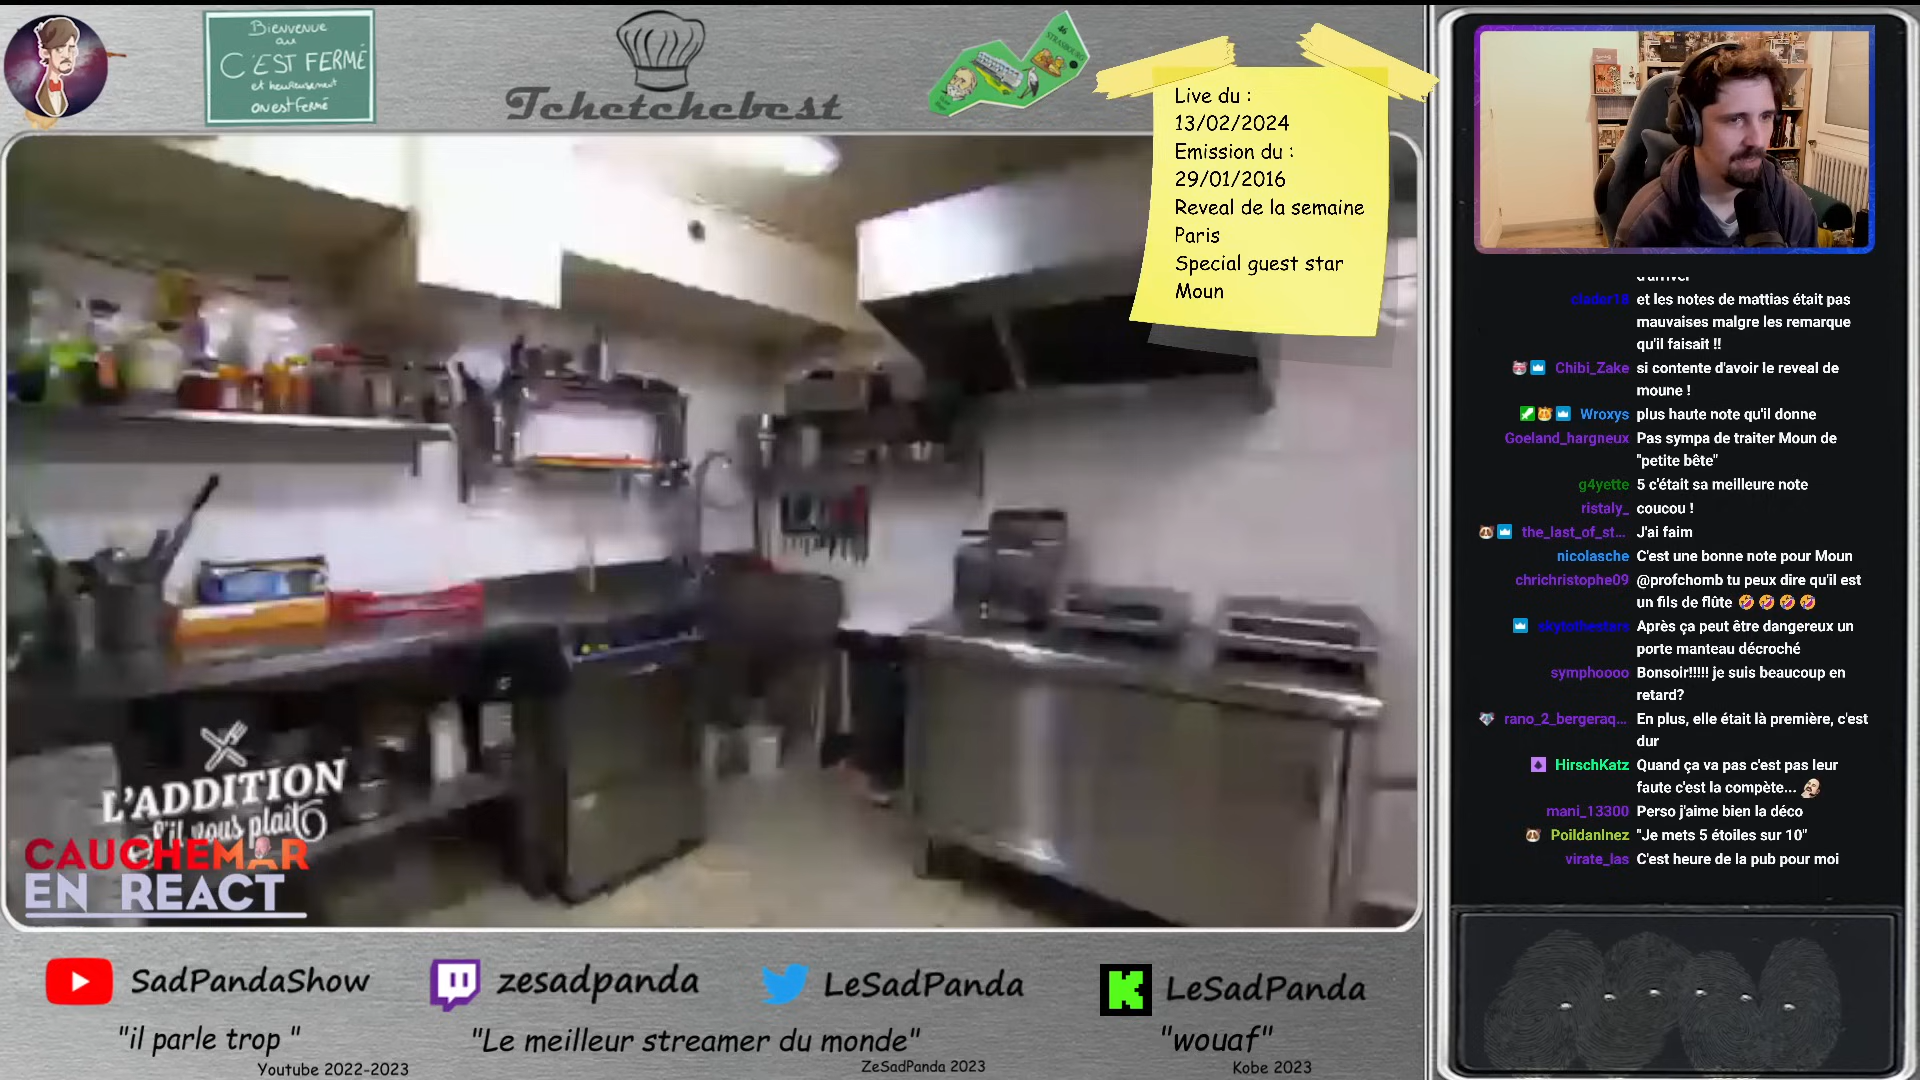 Bienvenue
au
C'EST FERMÉ
et heureusement
on est fermé
Tchetchebest
STRASBOURG
Live du :
13/02/2024
Emission du :
29/01/2016
Reveal de la semaine
Paris
Special guest star
Moun
L'ADDITION
s'il vous plaît
CAUCHEMAR
EN REACT
SadPandaShow
zesadpanda
LeSadPanda
LeSadPanda
"il parle trop "
Youtube 2022-2023
"Le meilleur streamer du monde"
ZeSadPanda 2023
"wouaf"
Kobe 2023
d'arriver
clader18 et les notes de mattias était pas
mauvaises malgre les remarque
qu'il faisait !!
Chibi_Zake si contente d'avoir le reveal de
moune !
Wroxys plus haute note qu'il donne
Goeland_hargneux Pas sympa de traiter Moun de
"petite bête"
g4yette 5 c'était sa meilleure note
ristaly_ coucou !
the_last_of_st... J'ai faim
nicolasche C'est une bonne note pour Moun
chrichristophe09 @profchomb tu peux dire qu'il est
un fils de flûte 🤣 🤣 🤣 🤣
skytothestars Après ça peut être dangereux un
porte manteau décroché
symphoooo Bonsoir!!!!! je suis beaucoup en
retard?
rano_2_bergeraq... En plus, elle était là première, c'est
dur
HirschKatz Quand ça va pas c'est pas leur
faute c'est la compète...
mani_13300 Perso j'aime bien la déco
PoildanInez "Je mets 5 étoiles sur 10"
virate_las C'est heure de la pub pour moi